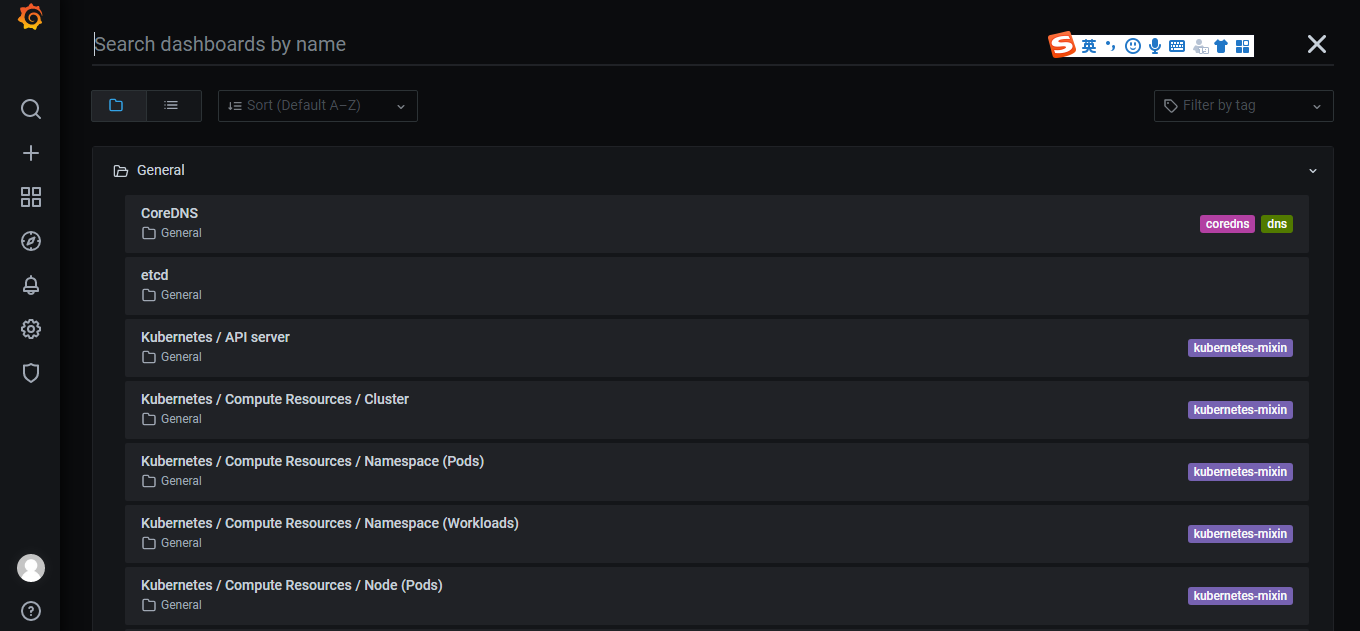 Search dashboards by name
英
Sort (Default A–Z)
Filter by tag
General
CoreDNS
General
coredns
dns
etcd
General
Kubernetes / API server
General
kubernetes-mixin
Kubernetes / Compute Resources / Cluster
General
kubernetes-mixin
Kubernetes / Compute Resources / Namespace (Pods)
General
kubernetes-mixin
Kubernetes / Compute Resources / Namespace (Workloads)
General
kubernetes-mixin
Kubernetes / Compute Resources / Node (Pods)
General
kubernetes-mixin